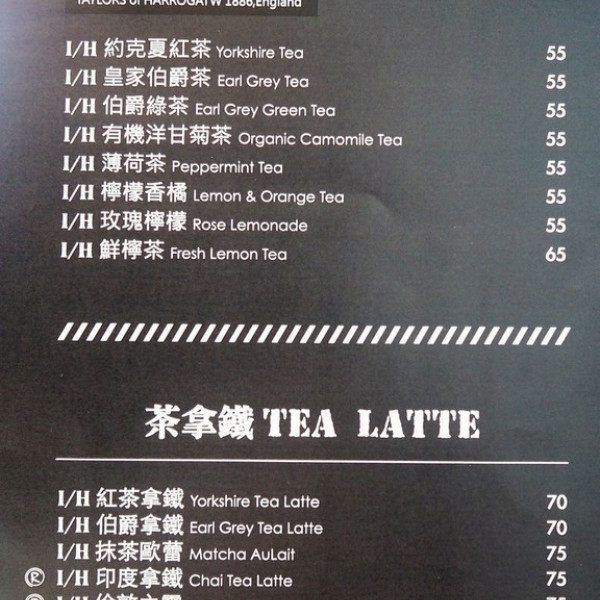 TAYLORS of HARROGATW 1886,England
I/H 約克夏紅茶 Yorkshire Tea 55
I/H 皇家伯爵茶 Earl Grey Tea 55
I/H 伯爵綠茶 Earl Grey Green Tea 55
I/H 有機洋甘菊茶 Organic Camomile Tea 55
I/H 薄荷茶 Peppermint Tea 55
I/H 檸檬香橘 Lemon & Orange Tea 55
I/H 玫瑰檸檬 Rose Lemonade 55
I/H 鮮檸茶 Fresh Lemon Tea 65
茶拿鐵 TEA LATTE
I/H 紅茶拿鐵 Yorkshire Tea Latte 70
I/H 伯爵拿鐵 Earl Grey Tea Latte 70
I/H 抹茶歐蕾 Matcha AuLait 75
® I/H 印度拿鐵 Chai Tea Latte 75